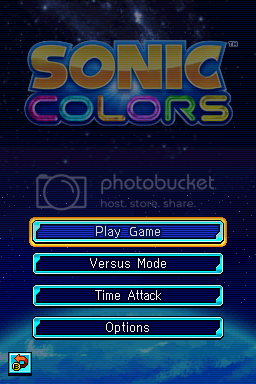 SONIC
TM
COLORS
photobucket
host. store. share.
Play Game
Versus Mode
Time Attack
Options
B